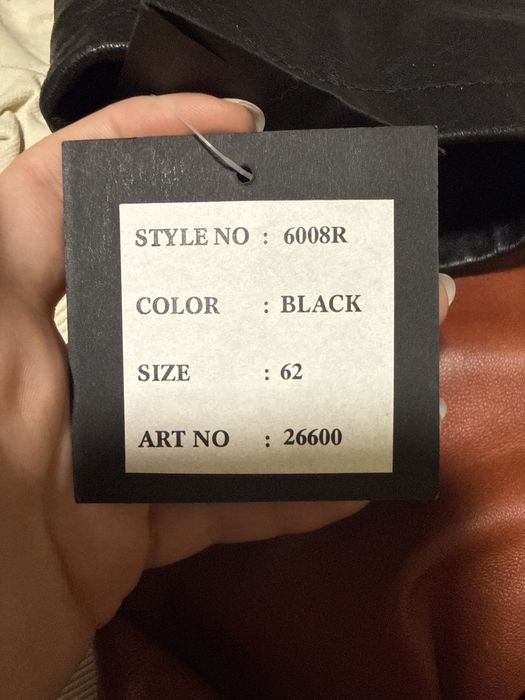 STYLE NO : 6008R
COLOR : BLACK
SIZE : 62
ART NO : 26600